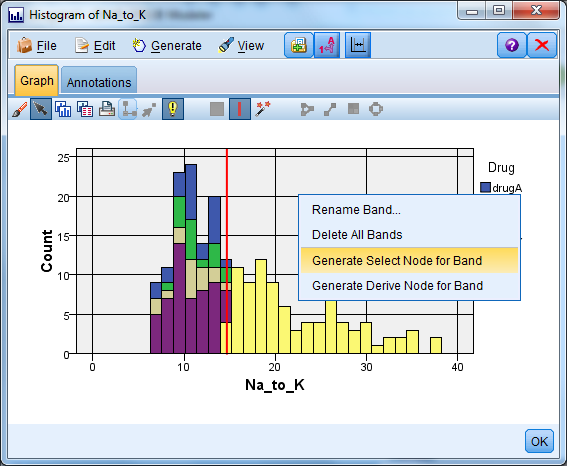 Histogram of Na_to_K
File Edit Generate View
Graph Annotations
25
20
15
10
5
0
Count
0 10 20 30 40
Na_to_K
Drug
drugA
Rename Band...
Delete All Bands
Generate Select Node for Band
Generate Derive Node for Band
OK